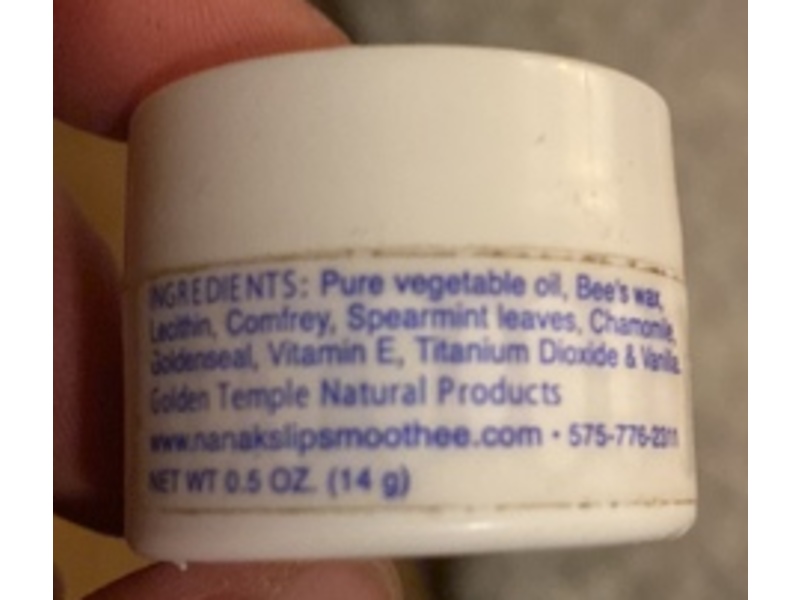 INGREDIENTS: Pure vegetable oil, Bee's wax,
Lecithin, Comfrey, Spearmint leaves, Chamomile,
Goldenseal, Vitamin E, Titanium Dioxide & Vanilla.
Golden Temple Natural Products
www.nanakslipsmoothee.com • 575-776-2311
NET WT 0.5 OZ. (14 g)